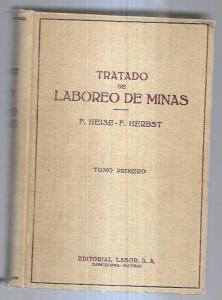 TRATADO
DE
LABOREO DE MINAS
F. HEISE - F. HERBST
TOMO PRIMERO
EDITORIAL LABOR, S. A.
BARCELONA - MADRID